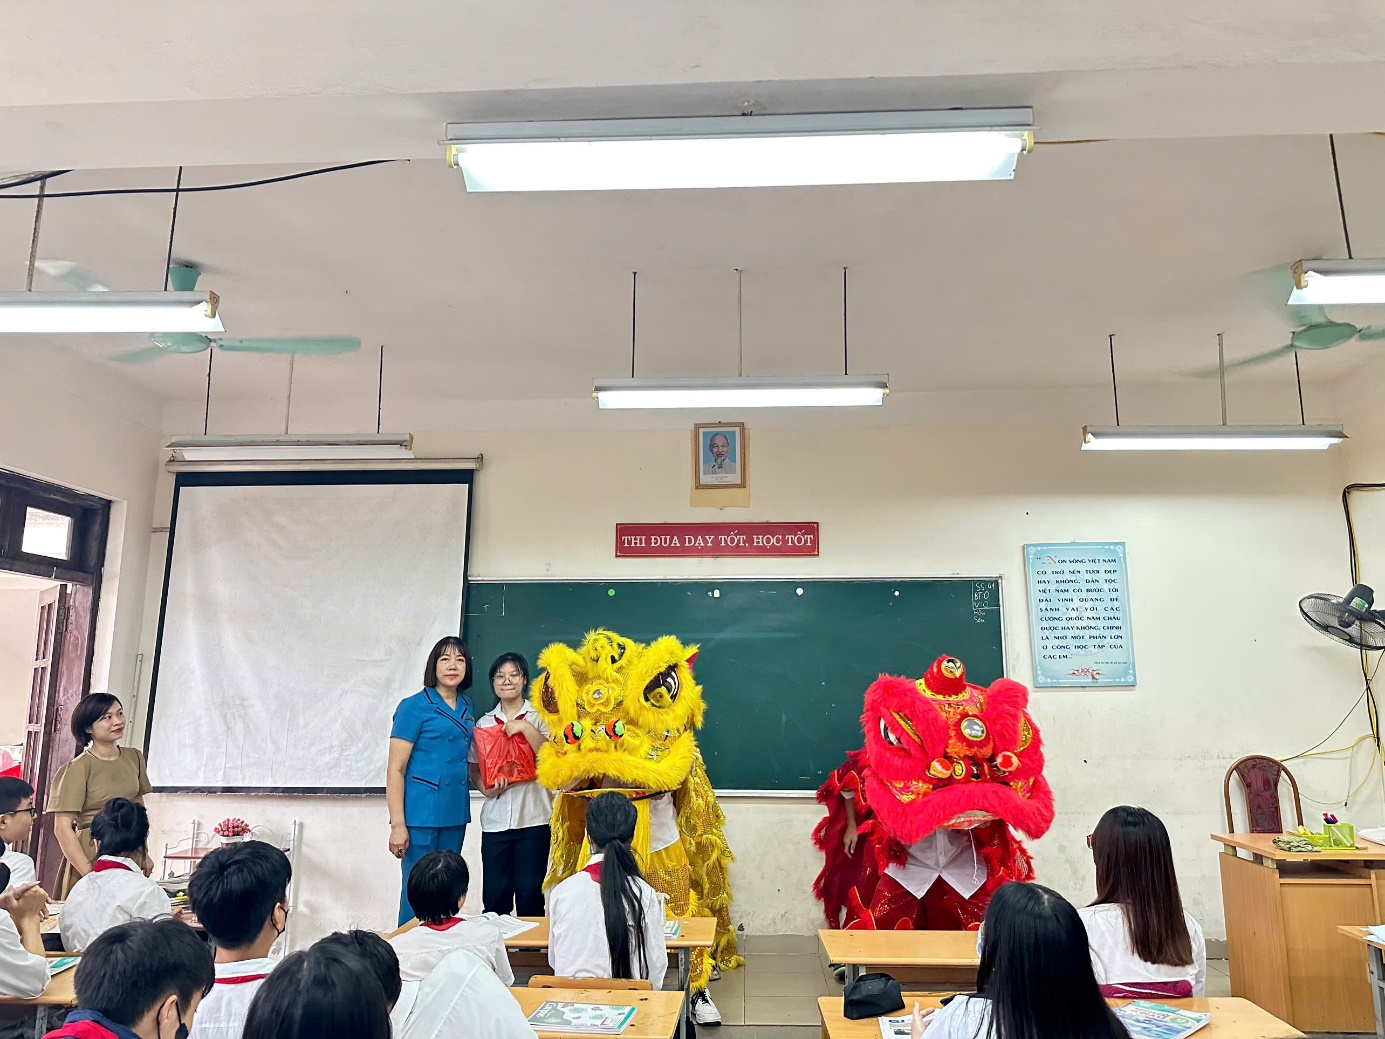 THI ĐUA DẠY TỐT, HỌC TỐT
"NON SÔNG VIỆT NAM
CÓ TRỞ NÊN TƯƠI ĐẸP
HAY KHÔNG, DÂN TỘC
VIỆT NAM CÓ BƯỚC TỚI
ĐÀI VINH QUANG ĐỂ
SÁNH VAI VỚI CÁC
CƯỜNG QUỐC NĂM CHÂU
ĐƯỢC HAY KHÔNG, CHÍNH
LÀ NHỜ MỘT PHẦN LỚN
Ở CÔNG HỌC TẬP CỦA
CÁC EM...